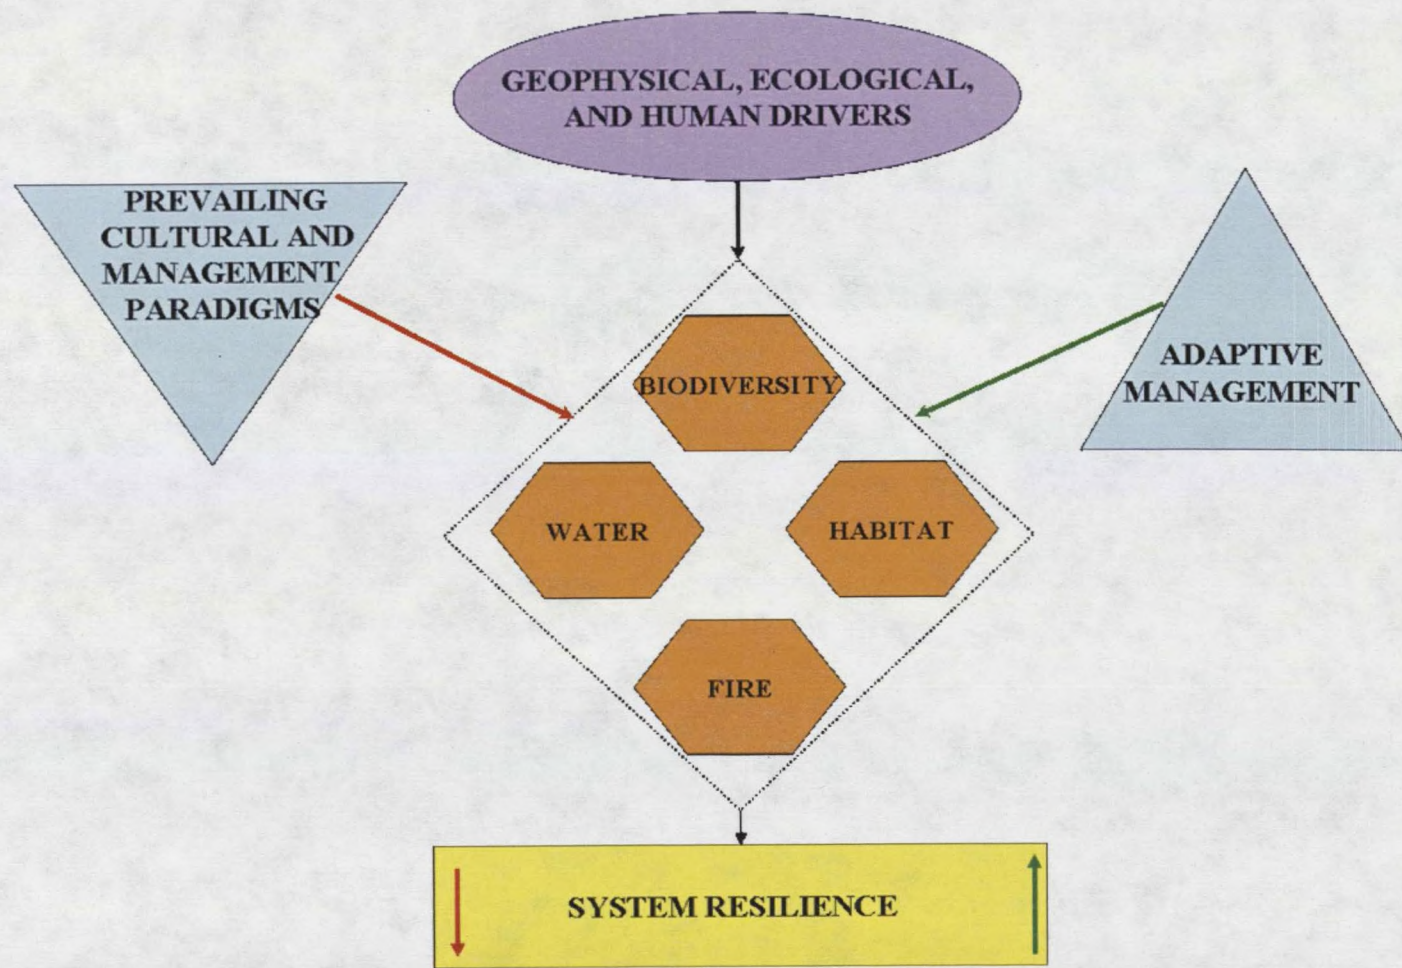 GEOPHYSICAL, ECOLOGICAL,
AND HUMAN DRIVERS
PREVAILING
CULTURAL AND
MANAGEMENT
PARADIGMS
ADAPTIVE
MANAGEMENT
BIODIVERSITY
WATER
HABITAT
FIRE
SYSTEM RESILIENCE